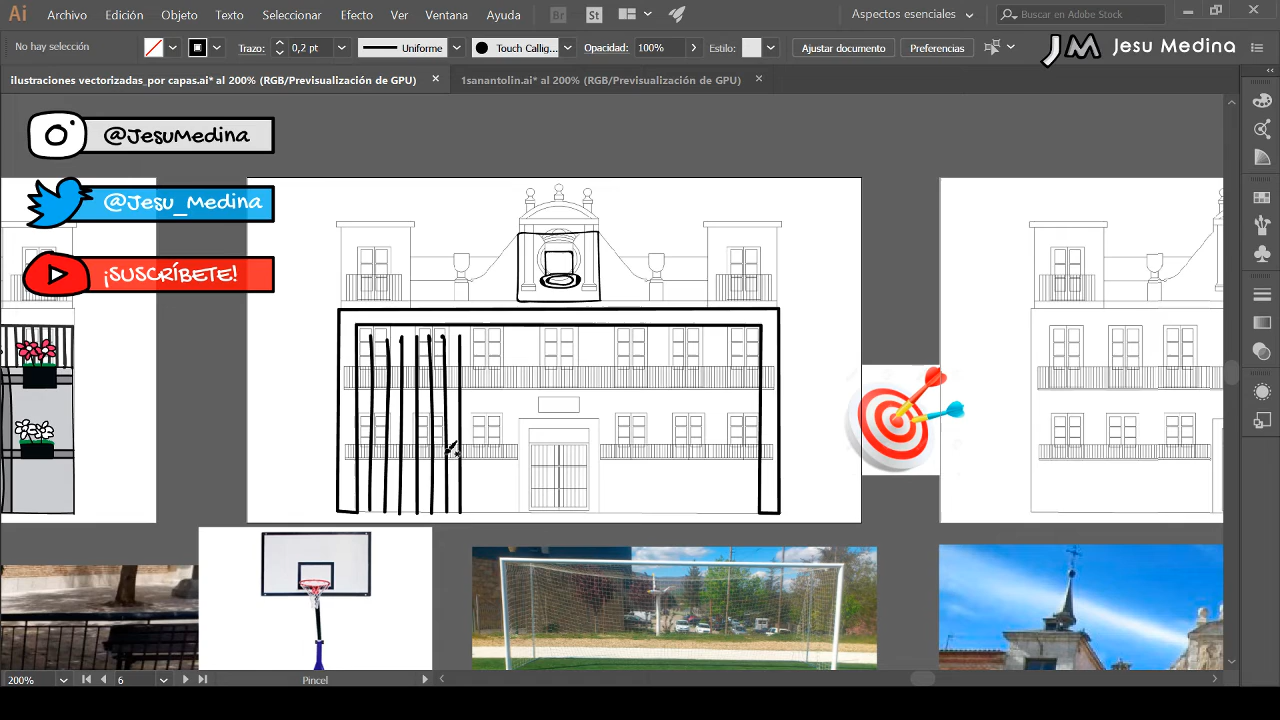 Ai Archivo Edición Objeto Texto Seleccionar Efecto Ver Ventana Ayuda Br St Aspectos esenciales Buscar en Adobe Stock
No hay selección Trazo: 0,2 pt Uniforme Touch Callig... Opacidad: 100% Estilo: Ajustar documento Preferencias JM Jesu Medina
ilustraciones vectorizadas_por capas.ai* al 200% (RGB/Previsualización de GPU) 1sanantolin.ai* al 200% (RGB/Previsualización de GPU)
@JesuMedina
@Jesu_Medina
¡SUSCRÍBETE!
200% 6 Pincel